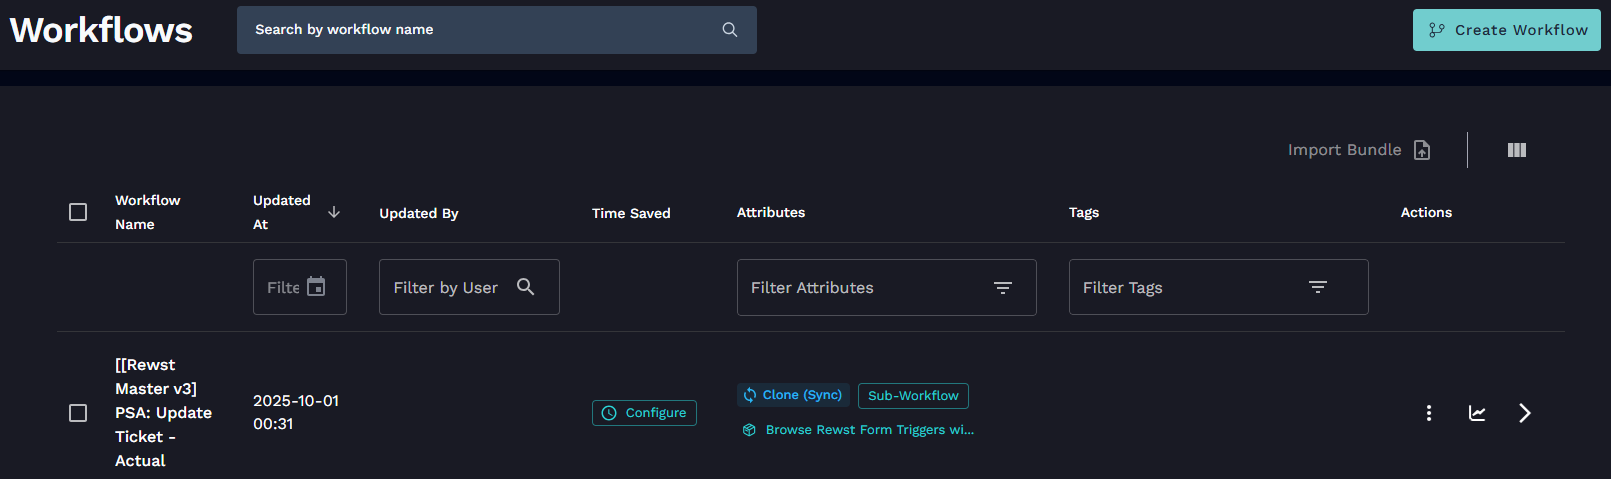 Workflows
Search by workflow name
Create Workflow
Import Bundle
Workflow
Name
Updated
At
Updated By
Time Saved
Attributes
Tags
Actions
Filte
Filter by User
Filter Attributes
Filter Tags
[[Rewst
Master v3]
PSA: Update
Ticket -
Actual
2025-10-01
00:31
Configure
Clone (Sync)
Sub-Workflow
Browse Rewst Form Triggers wi...